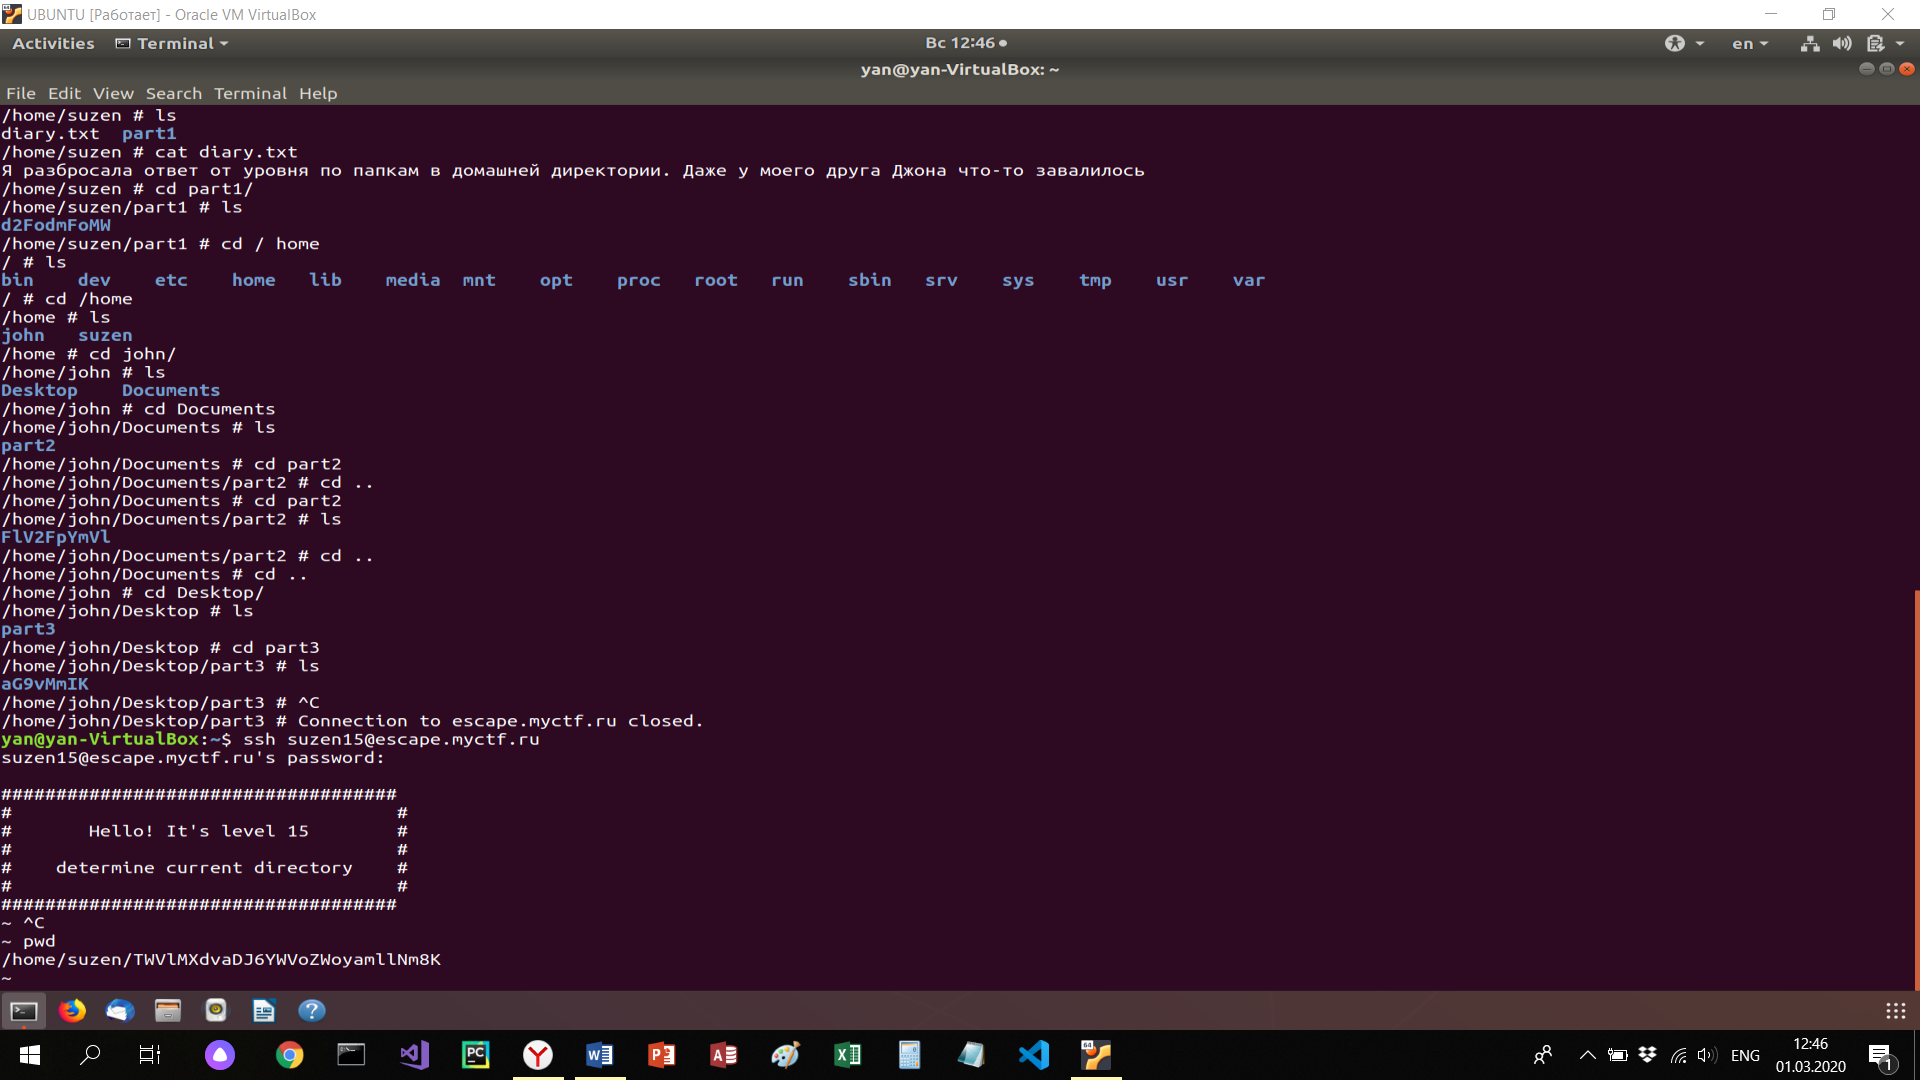 UBUNTU [Работает] - Oracle VM VirtualBox
Activities Terminal Вс 12:46 en
yan@yan-VirtualBox: ~
File Edit View Search Terminal Help
/home/suzen # ls
diary.txt  part1
/home/suzen # cat diary.txt
Я разбросала ответ от уровня по папкам в домашней директории. Даже у моего друга Джона что-то завалилось
/home/suzen # cd part1/
/home/suzen/part1 # ls
d2FodmFoMW
/home/suzen/part1 # cd / home
/ # ls
bin    dev    etc    home   lib    media  mnt    opt    proc   root   run    sbin   srv    sys    tmp    usr    var
/ # cd /home
/home # ls
john   suzen
/home # cd john/
/home/john # ls
Desktop    Documents
/home/john # cd Documents
/home/john/Documents # ls
part2
/home/john/Documents # cd part2
/home/john/Documents/part2 # cd ..
/home/john/Documents # cd part2
/home/john/Documents/part2 # ls
FlV2FpYmVl
/home/john/Documents/part2 # cd ..
/home/john/Documents # cd ..
/home/john # cd Desktop/
/home/john/Desktop # ls
part3
/home/john/Desktop # cd part3
/home/john/Desktop/part3 # ls
aG9vMmIK
/home/john/Desktop/part3 # ^C
/home/john/Desktop/part3 # Connection to escape.myctf.ru closed.
yan@yan-VirtualBox:~$ ssh suzen15@escape.myctf.ru
suzen15@escape.myctf.ru's password:
####################################
#                                   #
#       Hello! It's level 15        #
#                                   #
#    determine current directory    #
#                                   #
####################################
~ ^C
~ pwd
/home/suzen/TWVlMXdvaDJ6YWVoZWoyamllNm8K
~
ENG
12:46
01.03.2020
1